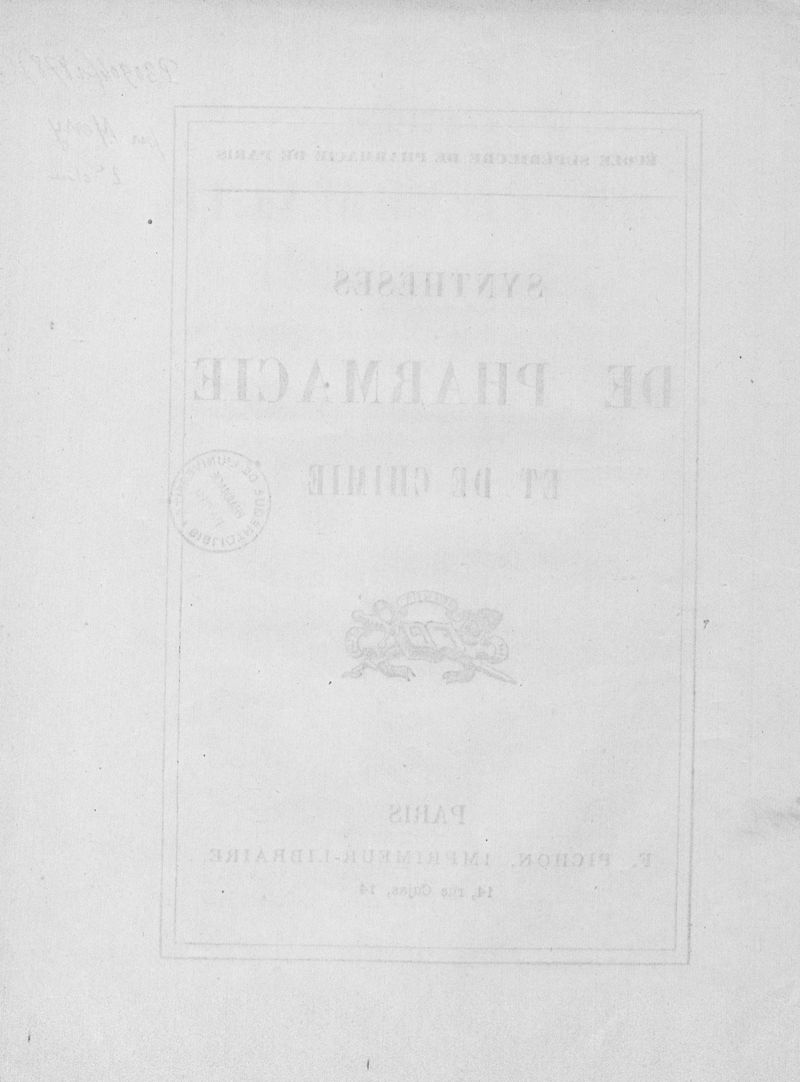 ÉCOLE SUPÉRIEURE DE PHARMACIE DE PARIS
SYNTHÈSES
DE PHARMACIE
ET DE CHIMIE
PARIS
F. PICHON, IMPRIMEUR-LIBRAIRE,
14, rue Cujas, 14